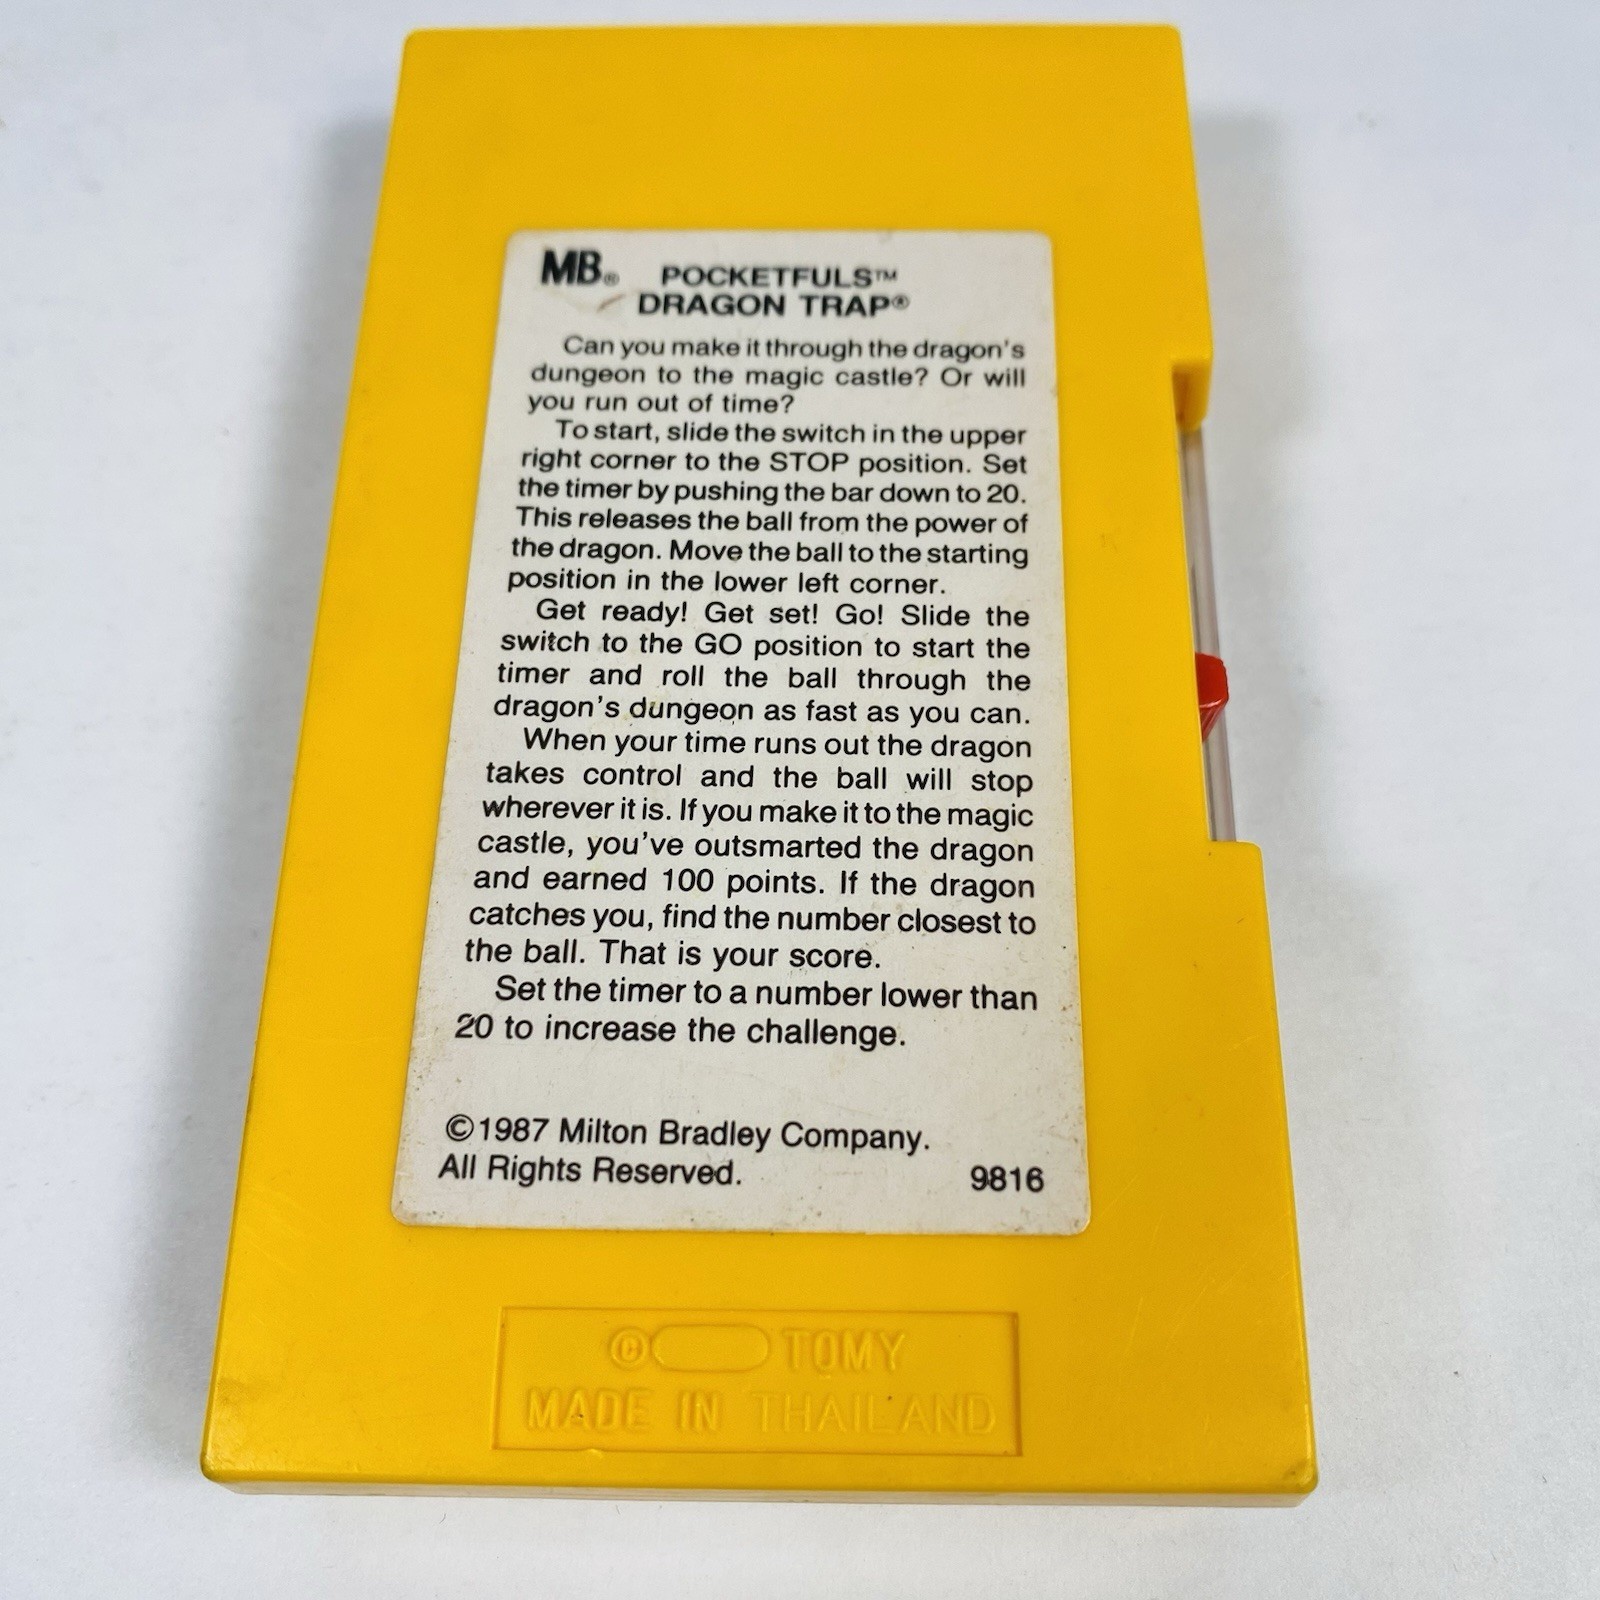 MB® POCKETFULS™
DRAGON TRAP®
Can you make it through the dragon's
dungeon to the magic castle? Or will
you run out of time?
To start, slide the switch in the upper
right corner to the STOP position. Set
the timer by pushing the bar down to 20.
This releases the ball from the power of
the dragon. Move the ball to the starting
position in the lower left corner.
Get ready! Get set! Go! Slide the
switch to the GO position to start the
timer and roll the ball through the
dragon's dungeon as fast as you can.
When your time runs out the dragon
takes control and the ball will stop
wherever it is. If you make it to the magic
castle, you've outsmarted the dragon
and earned 100 points. If the dragon
catches you, find the number closest to
the ball. That is your score.
Set the timer to a number lower than
20 to increase the challenge.
©1987 Milton Bradley Company.
All Rights Reserved. 9816
© TOMY
MADE IN THAILAND